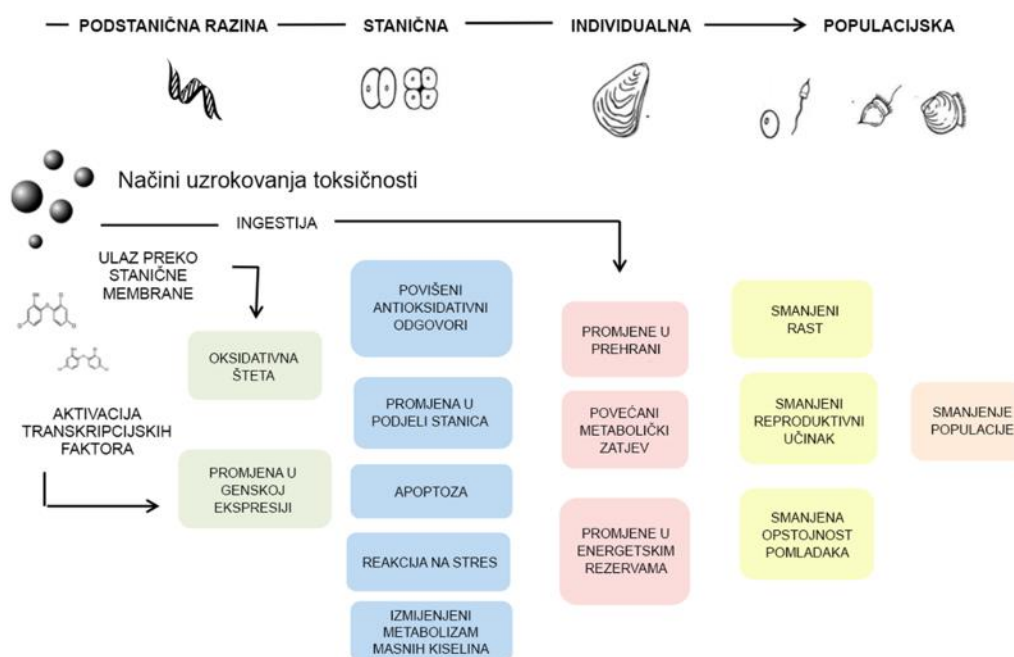 PODSTANIČNA RAZINA
STANIČNA
INDIVIDUALNA
POPULACIJSKA
Načini uzrokovanja toksičnosti
INGESTIJA
ULAZ PREKO
STANIČNE
MEMBRANE
AKTIVACIJA
TRANSKRIPCIJSKIH
FAKTORA
OKSIDATIVNA
ŠTETA
PROMJENA U
GENSKOJ
EKSPRESIJI
POVIŠENI
ANTIOKSIDATIVNI
ODGOVORI
PROMJENA U
PODJELI STANICA
APOPTOZA
REAKCIJA NA STRES
IZMIJENJENI
METABOLIZAM
MASNIH KISELINA
PROMJENE U
PREHRANI
POVEĆANI
METABOLIČKI
ZATJEV
PROMJENE U
ENERGETSKIM
REZERVAMA
SMANJENI
RAST
SMANJENI
REPRODUKTIVNI
UČINAK
SMANJENA
OPSTOJNOST
POMLADAKA
SMANJENJE
POPULACIJE